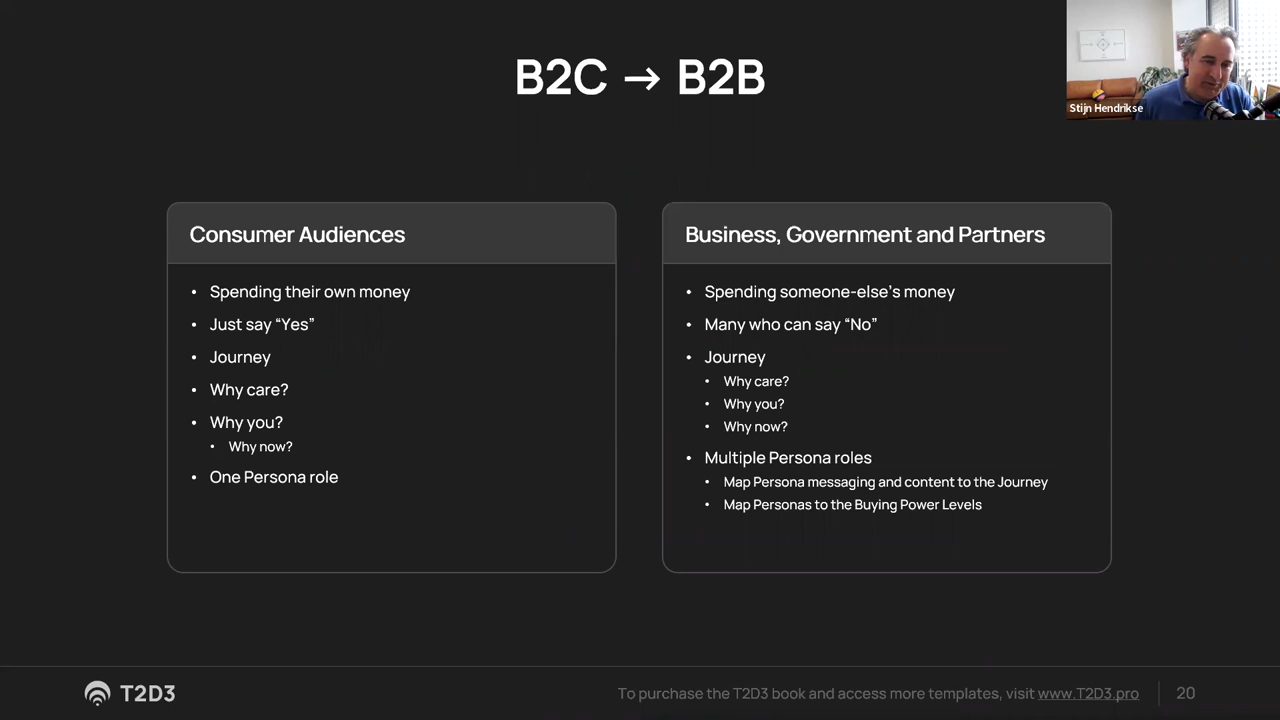 B2C → B2B
Stijn Hendrikse
Consumer Audiences
• Spending their own money
• Just say “Yes”
• Journey
• Why care?
• Why you?
• Why now?
• One Persona role
Business, Government and Partners
• Spending someone-else’s money
• Many who can say “No”
• Journey
• Why care?
• Why you?
• Why now?
• Multiple Persona roles
• Map Persona messaging and content to the Journey
• Map Personas to the Buying Power Levels
T2D3
To purchase the T2D3 book and access more templates, visit www.T2D3.pro
20